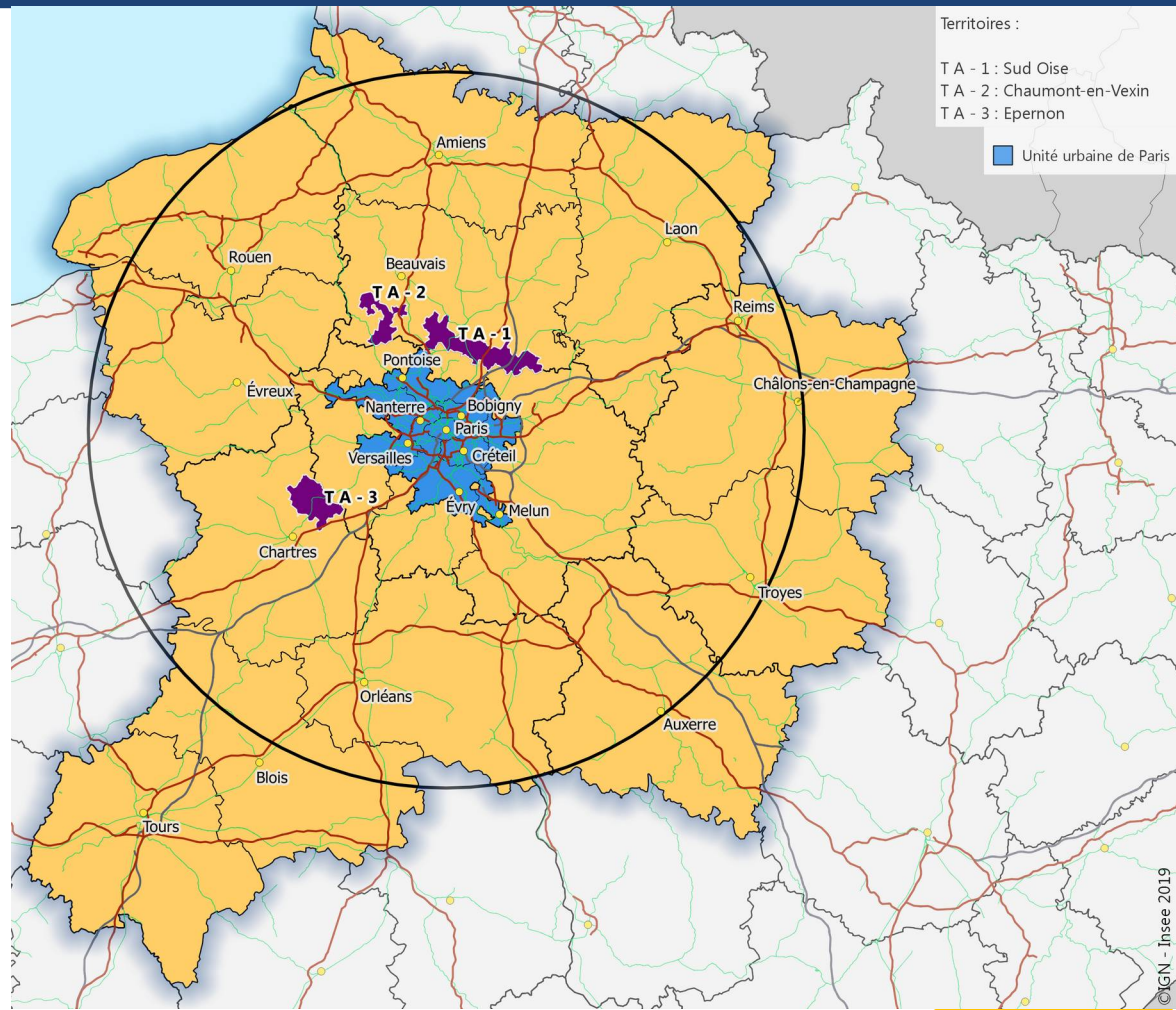 Territoires :
T A - 1 : Sud Oise
T A - 2 : Chaumont-en-Vexin
T A - 3 : Epernon
Unité urbaine de Paris
Amiens
Laon
Rouen
Beauvais
T A - 2
Reims
T A - 1
Pontoise
Châlons-en-Champagne
Évreux
Nanterre
Bobigny
Paris
Versailles
Créteil
T A - 3
Évry
Melun
Chartres
Troyes
Orléans
Auxerre
Blois
Tours
©IGN - Insee 2019